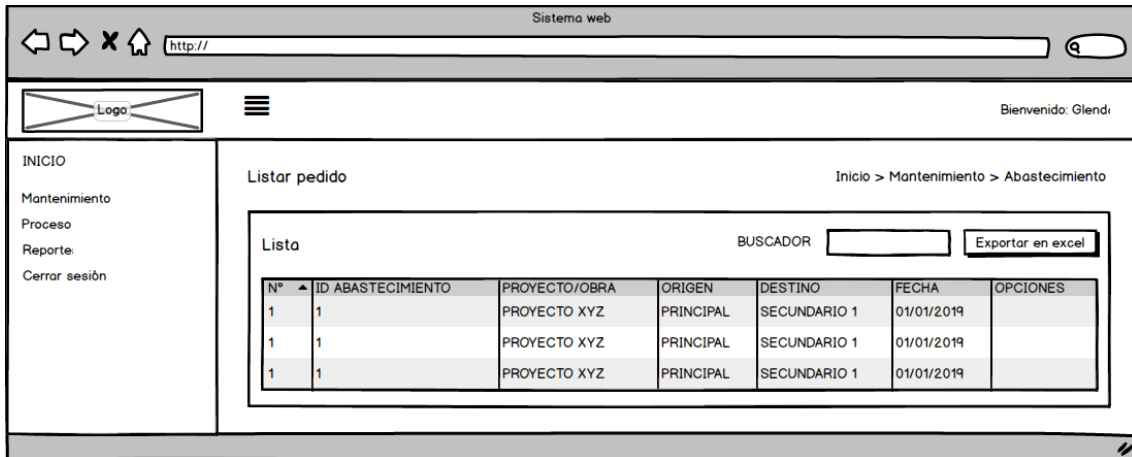 Sistema web
http://
Logo
Bienvenido: Glenda
INICIO
Mantenimiento
Proceso
Reporte
Cerrar sesión
Listar pedido
Inicio > Mantenimiento > Abastecimiento
Lista
BUSCADOR
Exportar en excel
N° ID ABASTECIMIENTO PROYECTO/OBRA ORIGEN DESTINO FECHA OPCIONES
1 1 PROYECTO XYZ PRINCIPAL SECUNDARIO 1 01/01/2019
1 1 PROYECTO XYZ PRINCIPAL SECUNDARIO 1 01/01/2019
1 1 PROYECTO XYZ PRINCIPAL SECUNDARIO 1 01/01/2019